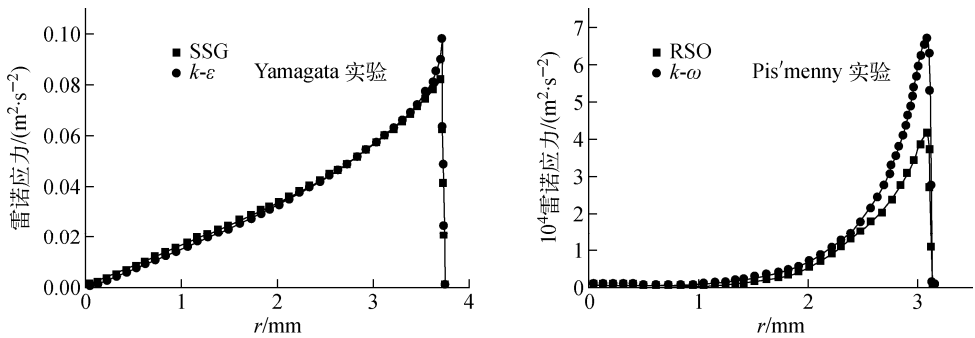 0.10
0.08
0.06
0.04
0.02
0.00
雷诺应力/(m²·s⁻²)
SSG
k-ε
Yamagata 实验
0 1 2 3 4
r/mm
7
6
5
4
3
2
1
0
10⁴雷诺应力/(m²·s⁻²)
RSO
k-ω
Pis′menny 实验
0 1 2 3
r/mm